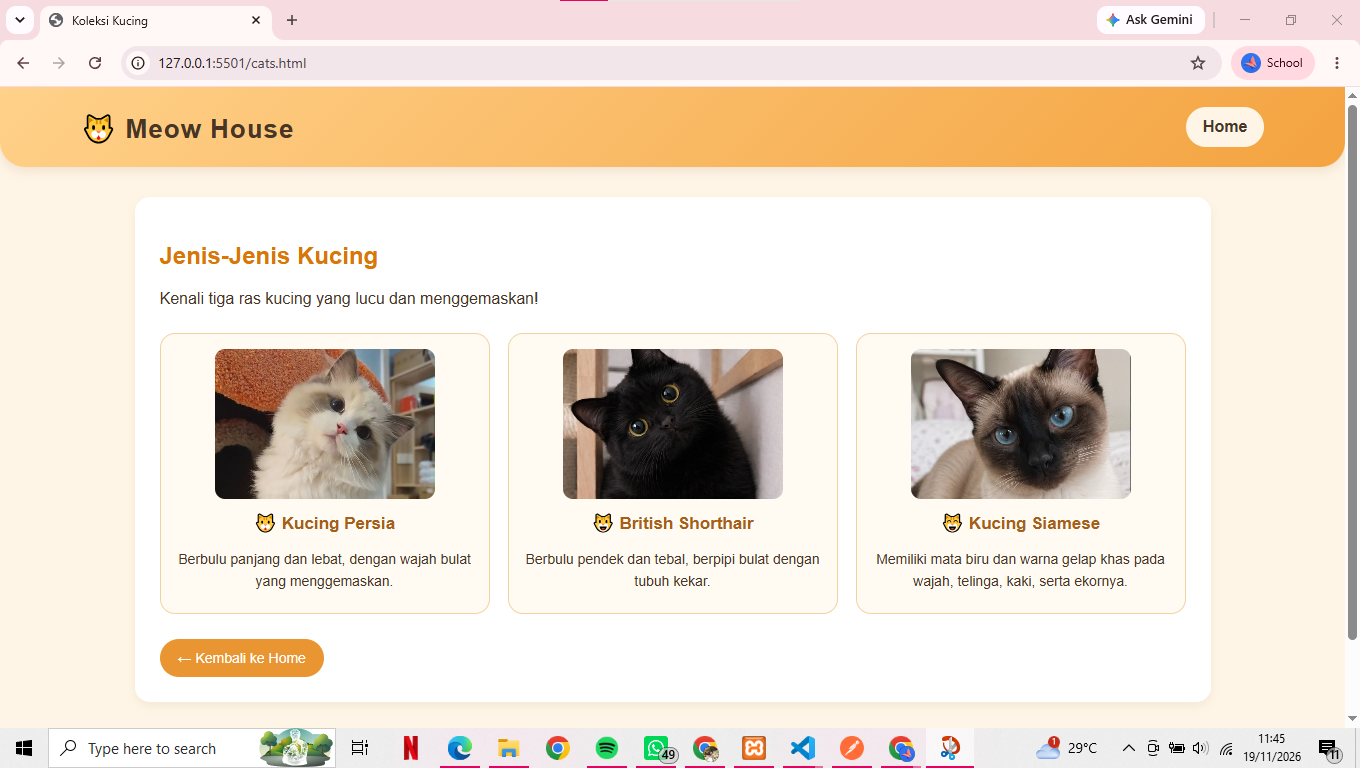 Koleksi Kucing
Ask Gemini
127.0.0.1:5501/cats.html
School
Meow House
Home
Jenis-Jenis Kucing
Kenali tiga ras kucing yang lucu dan menggemaskan!
Kucing Persia
Berbulu panjang dan lebat, dengan wajah bulat
yang menggemaskan.
British Shorthair
Berbulu pendek dan tebal, berpipi bulat dengan
tubuh kekar.
Kucing Siamese
Memiliki mata biru dan warna gelap khas pada
wajah, telinga, kaki, serta ekornya.
← Kembali ke Home
Type here to search
49
1
29°C
11:45
19/11/2026
11